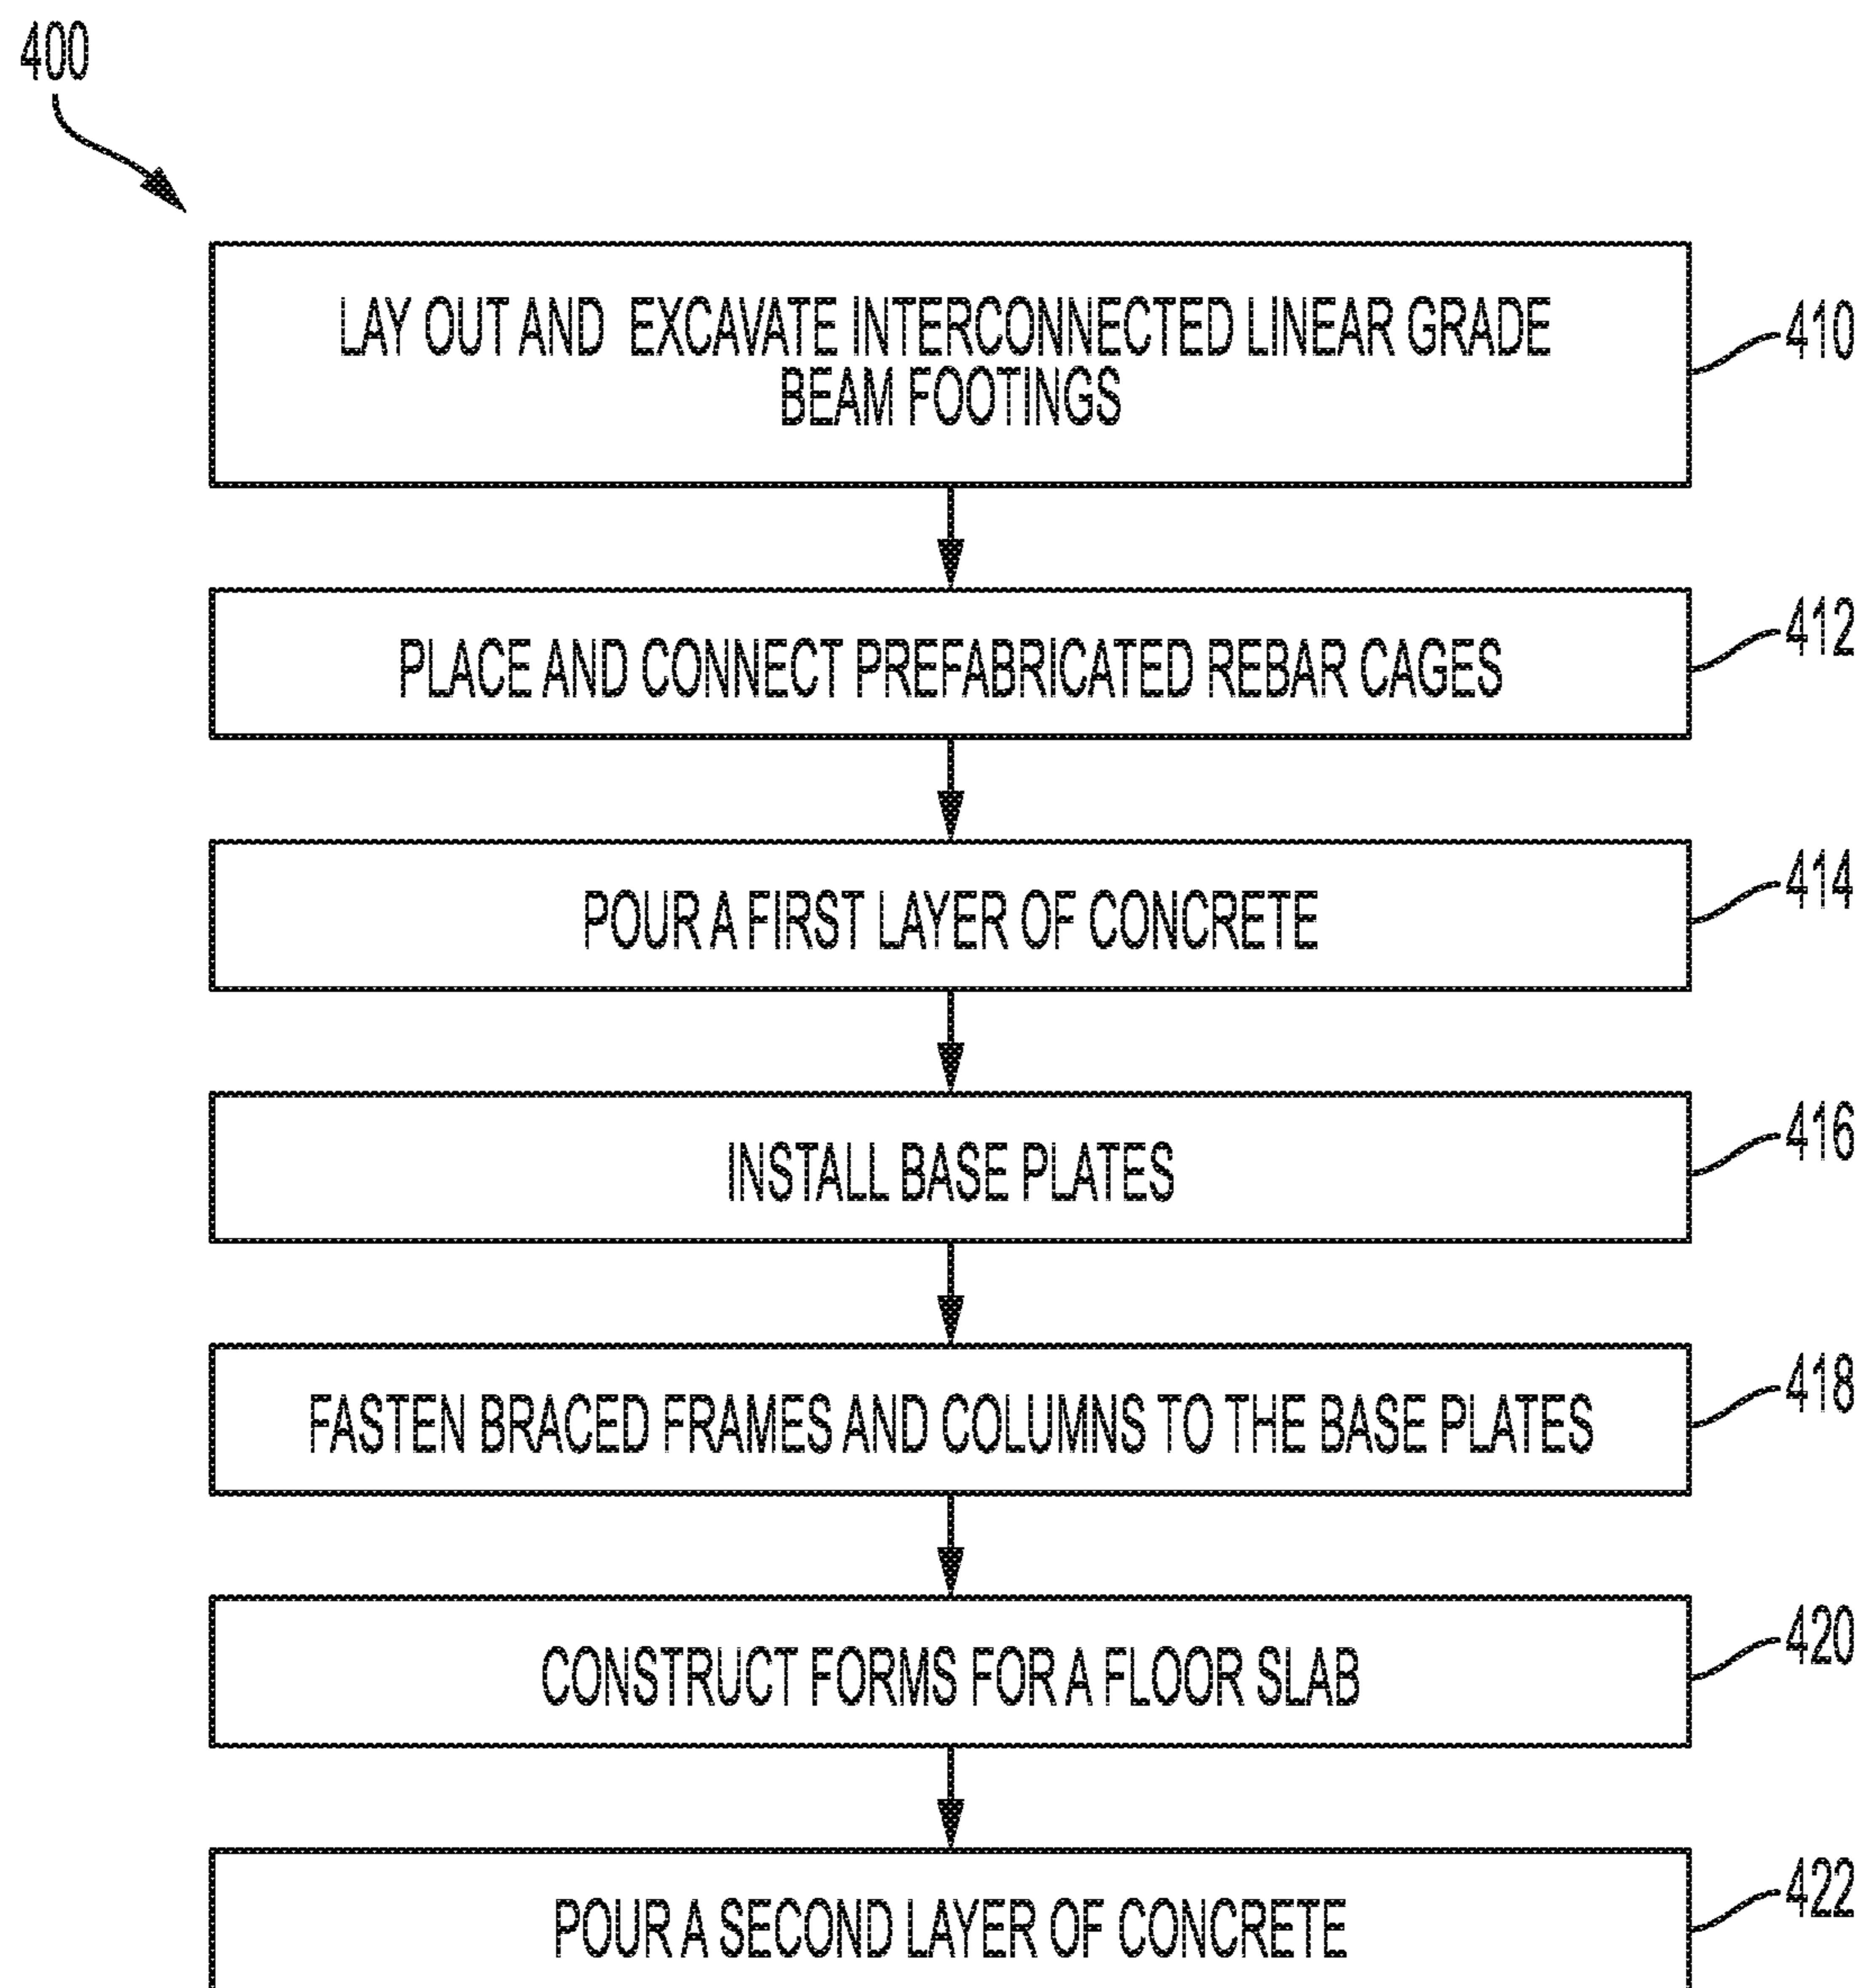 400
LAY OUT AND EXCAVATE INTERCONNECTED LINEAR GRADE
BEAM FOOTINGS
410
PLACE AND CONNECT PREFABRICATED REBAR CAGES
412
POUR A FIRST LAYER OF CONCRETE
414
INSTALL BASE PLATES
416
FASTEN BRACED FRAMES AND COLUMNS TO THE BASE PLATES
418
CONSTRUCT FORMS FOR A FLOOR SLAB
420
POUR A SECOND LAYER OF CONCRETE
422